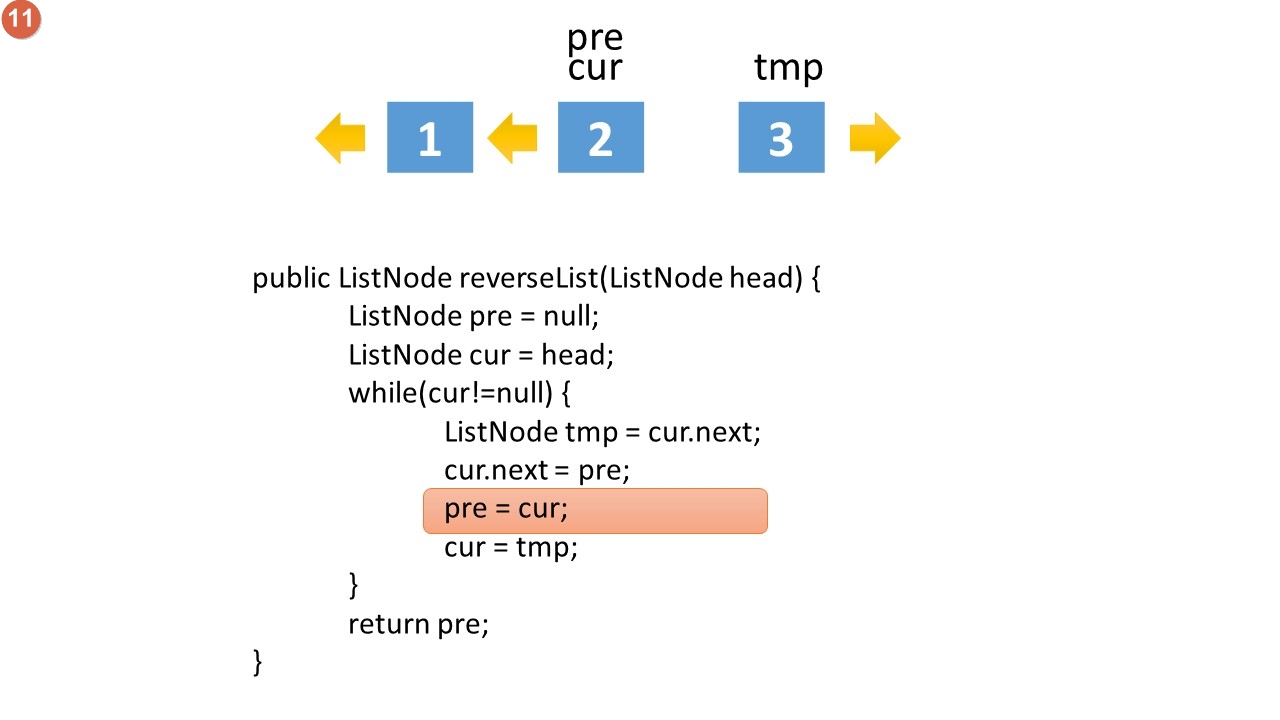 11
pre
cur
tmp
1
2
3
public ListNode reverseList(ListNode head) {
ListNode pre = null;
ListNode cur = head;
while(cur!=null) {
ListNode tmp = cur.next;
cur.next = pre;
pre = cur;
cur = tmp;
}
return pre;
}